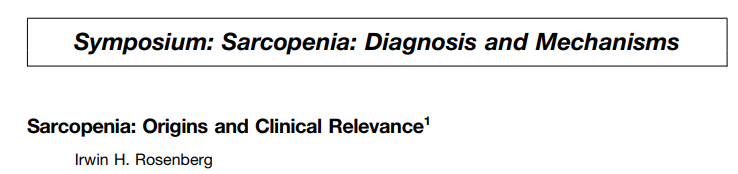 Symposium: Sarcopenia: Diagnosis and Mechanisms
Sarcopenia: Origins and Clinical Relevance¹
Irwin H. Rosenberg